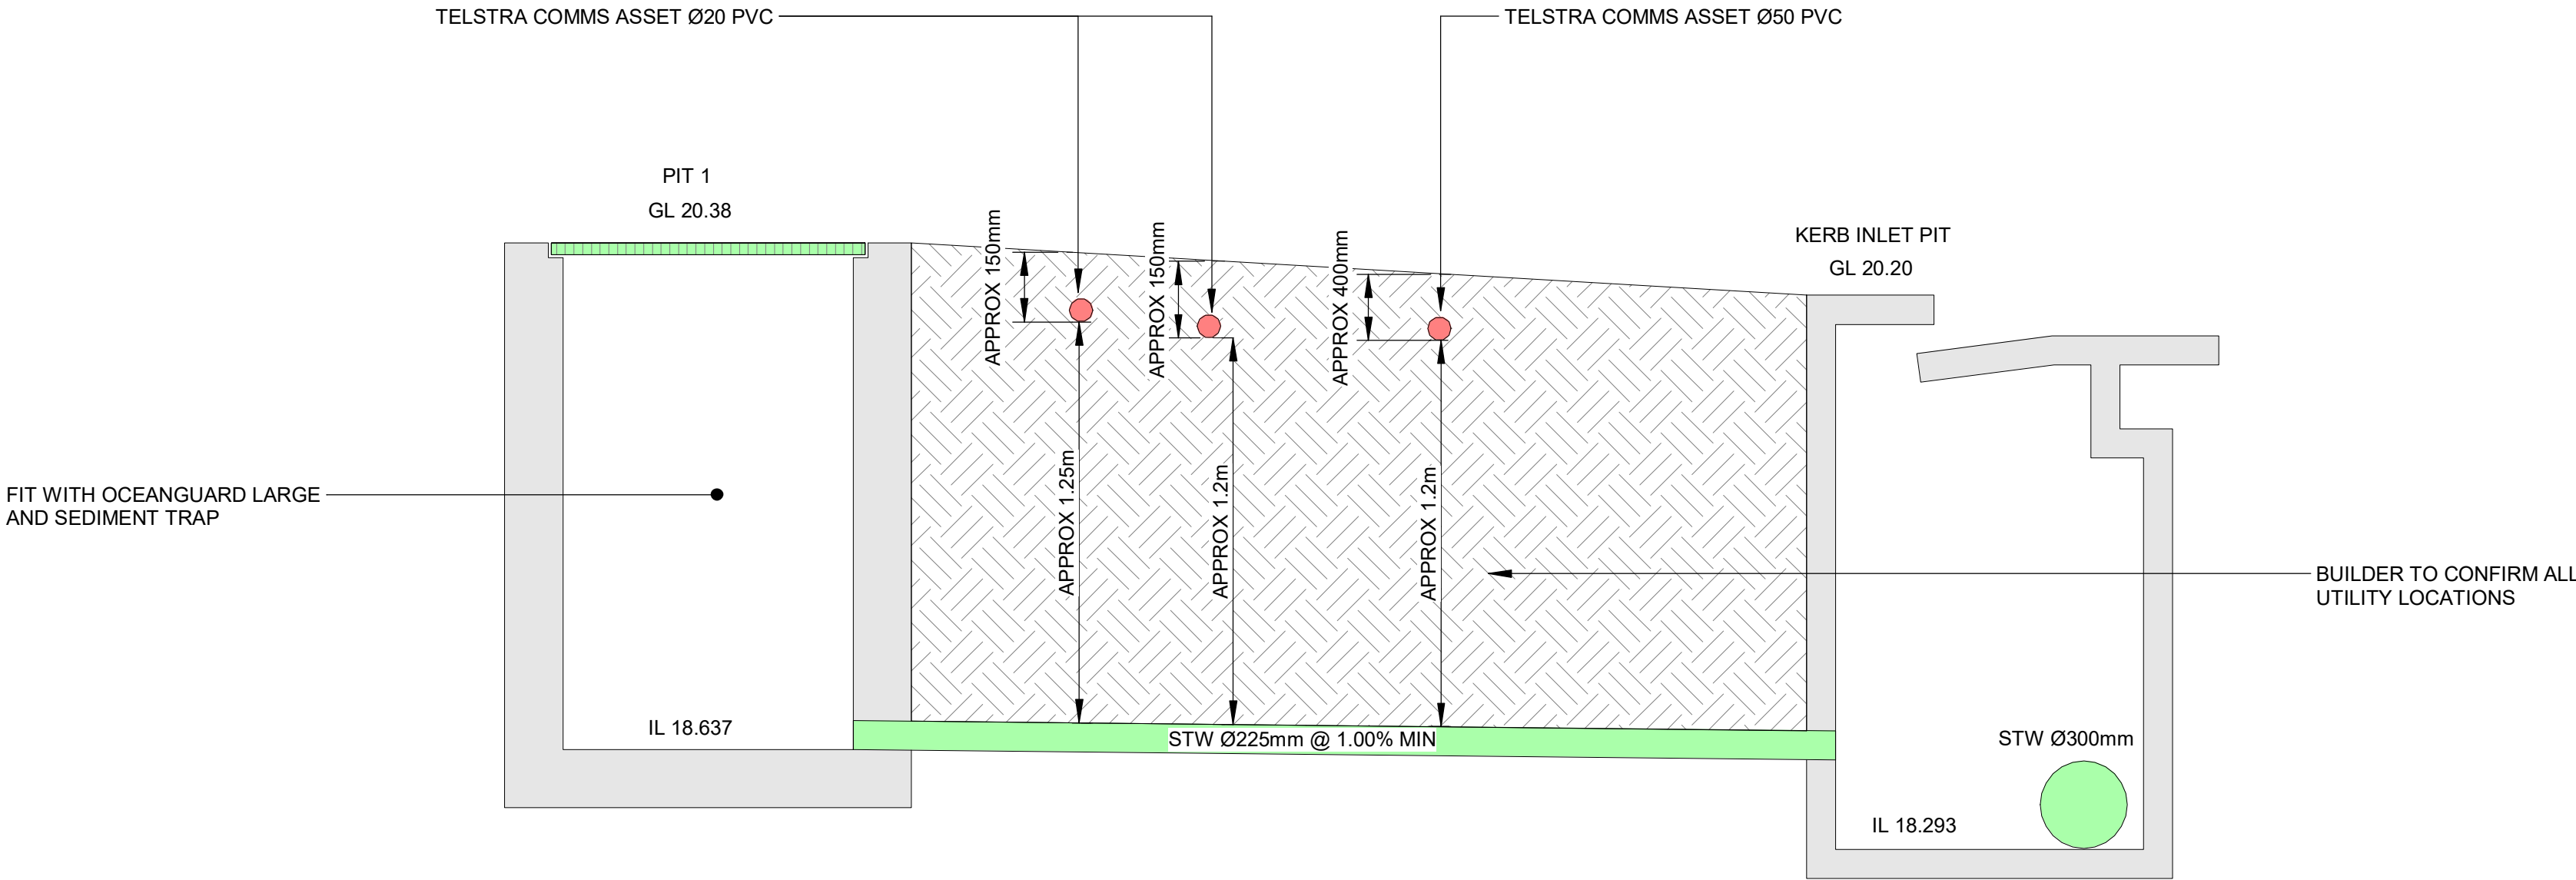 TELSTRA COMMS ASSET Ø20 PVC
TELSTRA COMMS ASSET Ø50 PVC
PIT 1
GL 20.38
KERB INLET PIT
GL 20.20
APPROX 150mm
APPROX 150mm
APPROX 400mm
APPROX 1.25m
APPROX 1.2m
APPROX 1.2m
FIT WITH OCEANGUARD LARGE
AND SEDIMENT TRAP
BUILDER TO CONFIRM ALL
UTILITY LOCATIONS
IL 18.637
STW Ø225mm @ 1.00% MIN
STW Ø300mm
IL 18.293